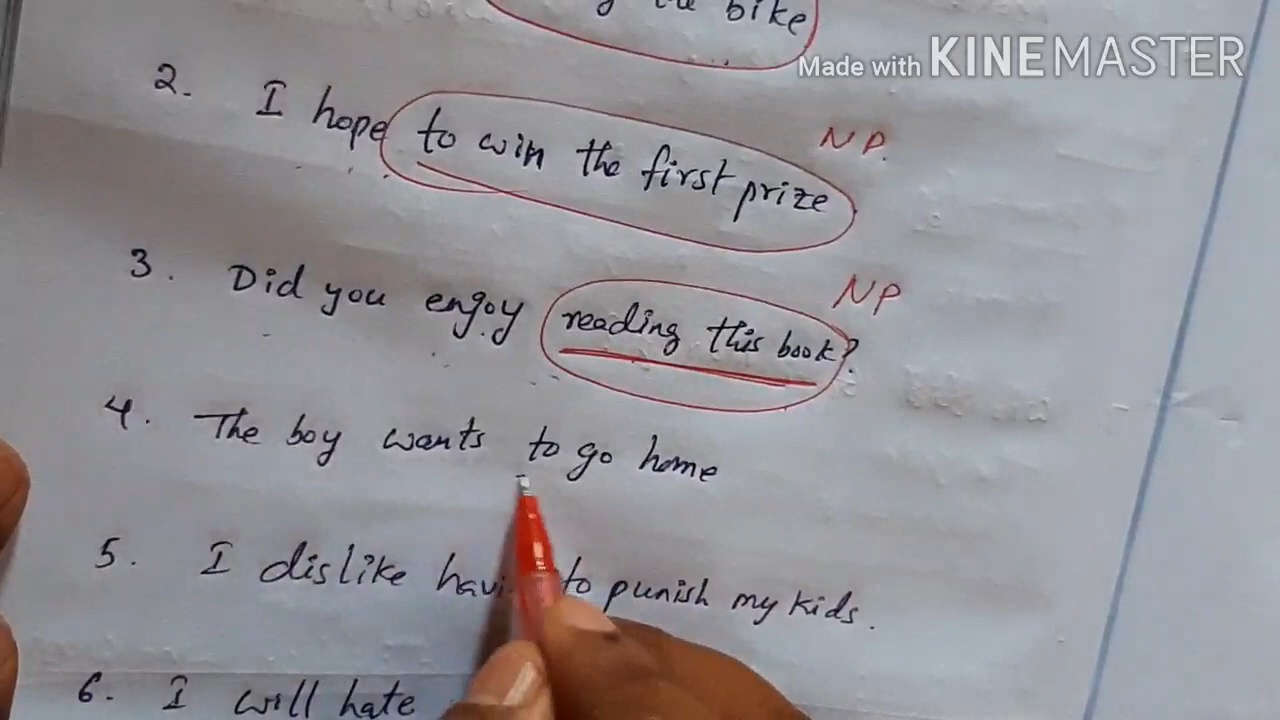 the bike
Made with KINEMASTER
2. I hope to win the first prize NP.
3. Did you enjoy reading this book? NP
4. The boy wants to go home
5. I dislike to punish my kids.
6. I will hate